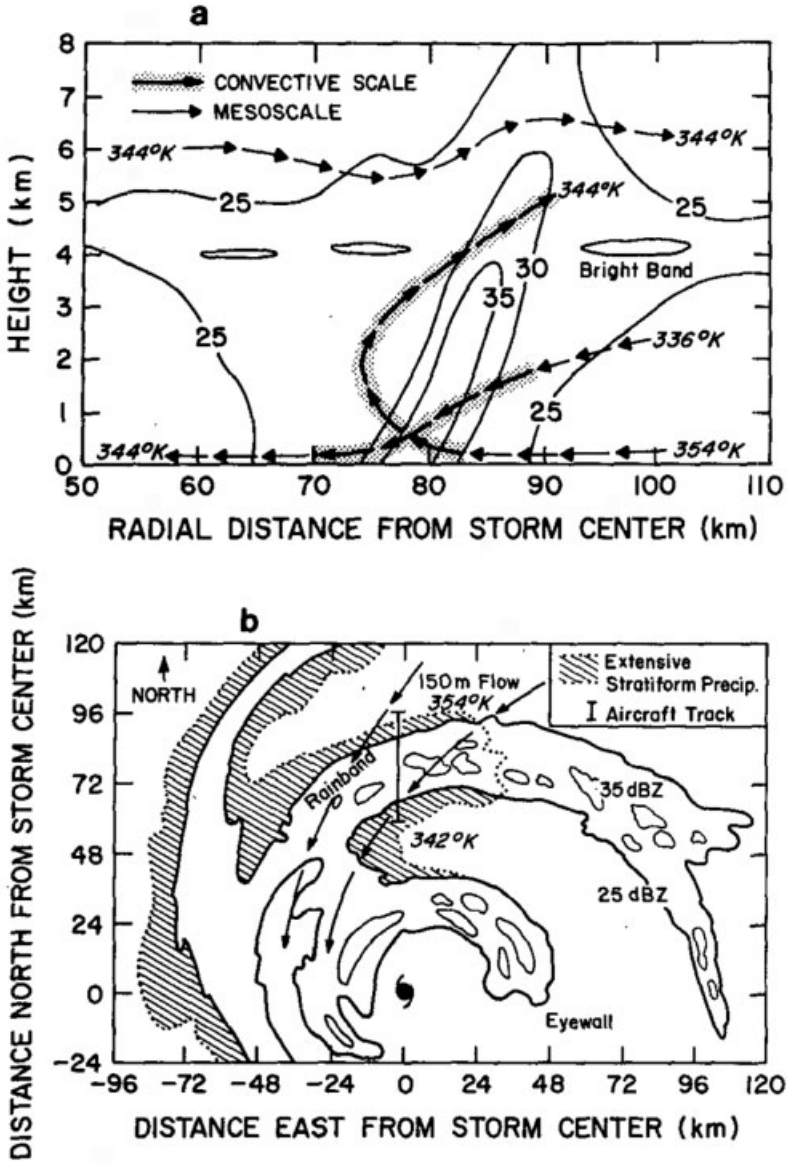 a
8
7
6
5
4
3
2
1
0
HEIGHT (km)
CONVECTIVE SCALE
MESOSCALE
344°K
344°K
25
25
344°K
30
35
Bright Band
25
336°K
25
344°K
354°K
50 60 70 80 90 100 110
RADIAL DISTANCE FROM STORM CENTER (km)
b
DISTANCE NORTH FROM STORM CENTER (km)
120
96
72
48
24
0
-24
NORTH
150m Flow
354°K
Extensive
Stratiform Precip.
Aircraft Track
Rainband
35 dBZ
342°K
25 dBZ
Eyewall
-96 -72 -48 -24 0 24 48 72 96 120
DISTANCE EAST FROM STORM CENTER (km)